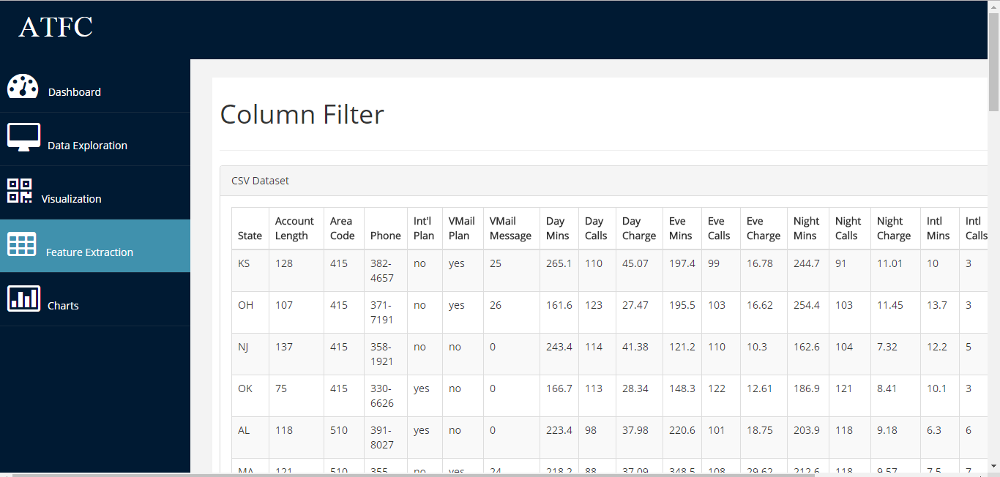 ATFC
Dashboard
Data Exploration
Visualization
Feature Extraction
Charts
Column Filter
CSV Dataset
State Account Length Area Code Phone Int'l Plan VMail Plan VMail Message Day Mins Day Calls Day Charge Eve Mins Eve Calls Eve Charge Night Mins Night Calls Night Charge Intl Mins Intl Calls
KS 128 415 382-4657 no yes 25 265.1 110 45.07 197.4 99 16.78 244.7 91 11.01 10 3
OH 107 415 371-7191 no yes 26 161.6 123 27.47 195.5 103 16.62 254.4 103 11.45 13.7 3
NJ 137 415 358-1921 no no 0 243.4 114 41.38 121.2 110 10.3 162.6 104 7.32 12.2 5
OK 75 415 330-6626 yes no 0 166.7 113 28.34 148.3 122 12.61 186.9 121 8.41 10.1 3
AL 118 510 391-8027 yes no 0 223.4 98 37.98 220.6 101 18.75 203.9 118 9.18 6.3 6
MA 121 510 355- no yes 24 218.2 88 37.09 348.5 108 29.62 212.6 118 9.57 7.5 7